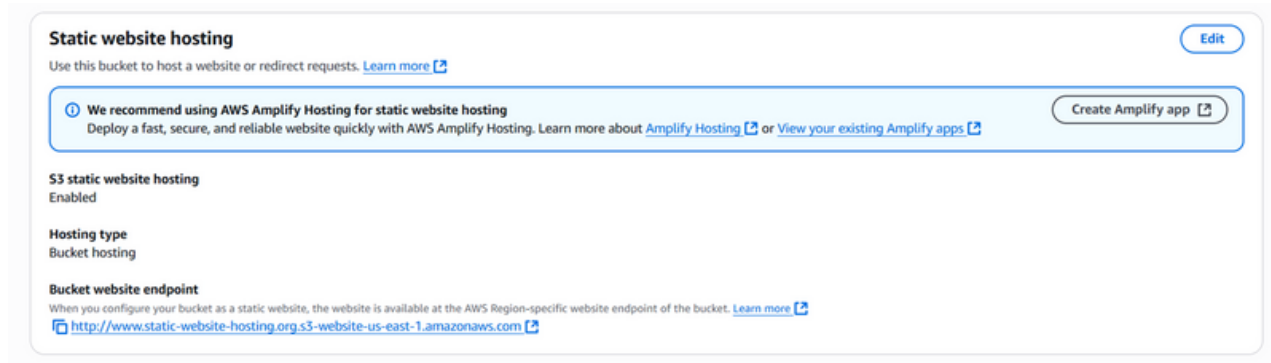 Static website hosting
Edit
Use this bucket to host a website or redirect requests. Learn more
We recommend using AWS Amplify Hosting for static website hosting
Create Amplify app
Deploy a fast, secure, and reliable website quickly with AWS Amplify Hosting. Learn more about Amplify Hosting or View your existing Amplify apps
S3 static website hosting
Enabled
Hosting type
Bucket hosting
Bucket website endpoint
When you configure your bucket as a static website, the website is available at the AWS Region-specific website endpoint of the bucket. Learn more
http://www.static-website-hosting.org.s3-website-us-east-1.amazonaws.com